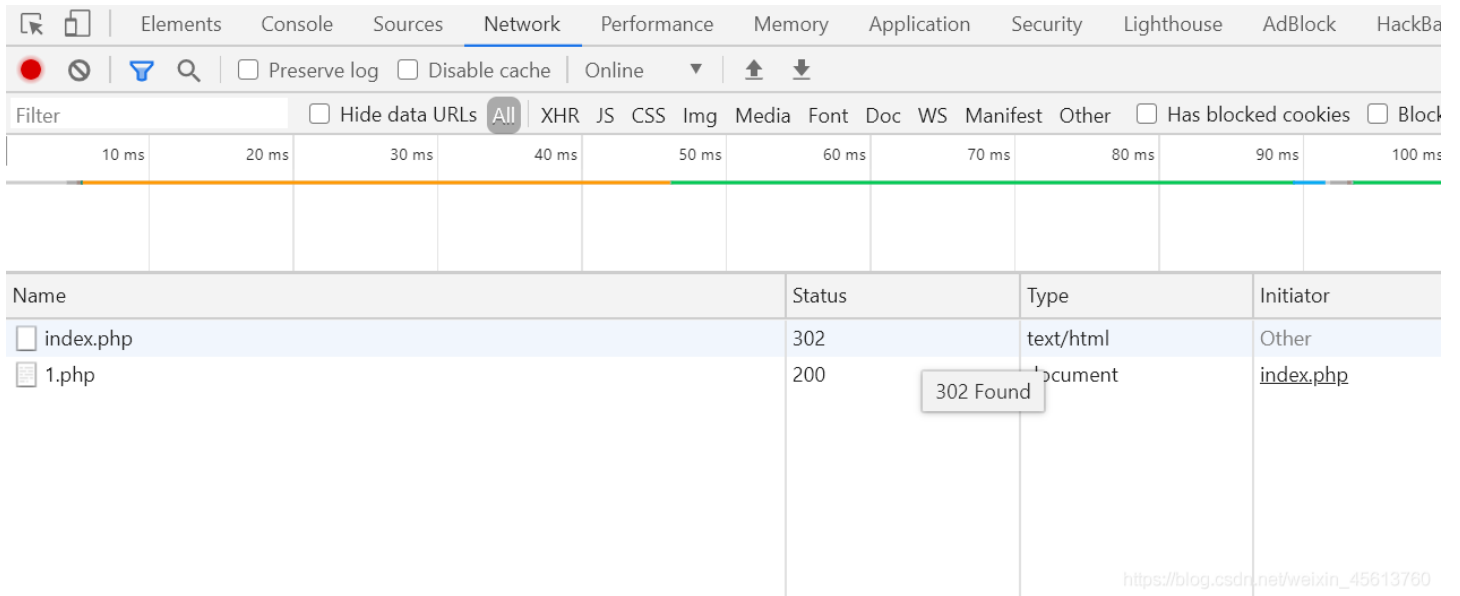 Elements Console Sources Network Performance Memory Application Security Lighthouse AdBlock HackBa
Preserve log Disable cache Online
Filter Hide data URLs All XHR JS CSS Img Media Font Doc WS Manifest Other Has blocked cookies Block
10 ms 20 ms 30 ms 40 ms 50 ms 60 ms 70 ms 80 ms 90 ms 100 ms
Name Status Type Initiator
index.php 302 text/html Other
1.php 200 document index.php
302 Found
https://blog.csdn.net/weixin_45613760